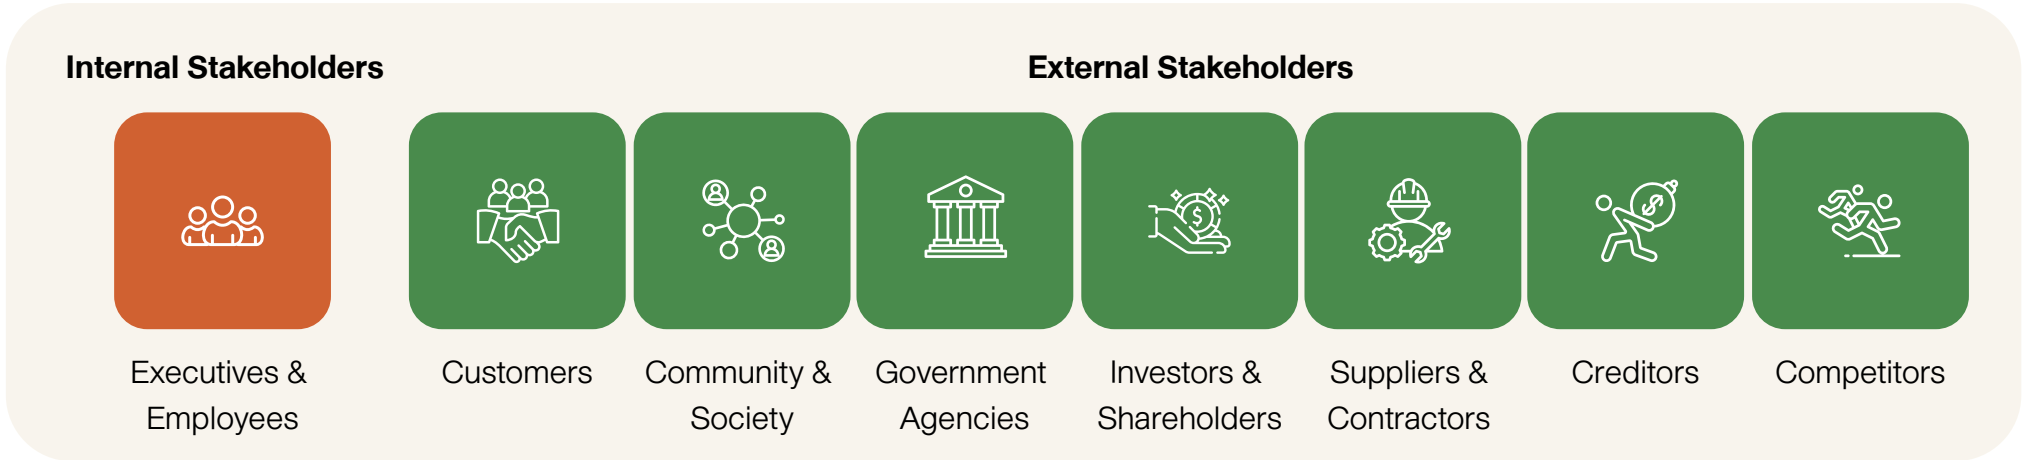 Internal Stakeholders
External Stakeholders
Executives &
Employees
Customers
Community &
Society
Government
Agencies
Investors &
Shareholders
Suppliers &
Contractors
Creditors
Competitors